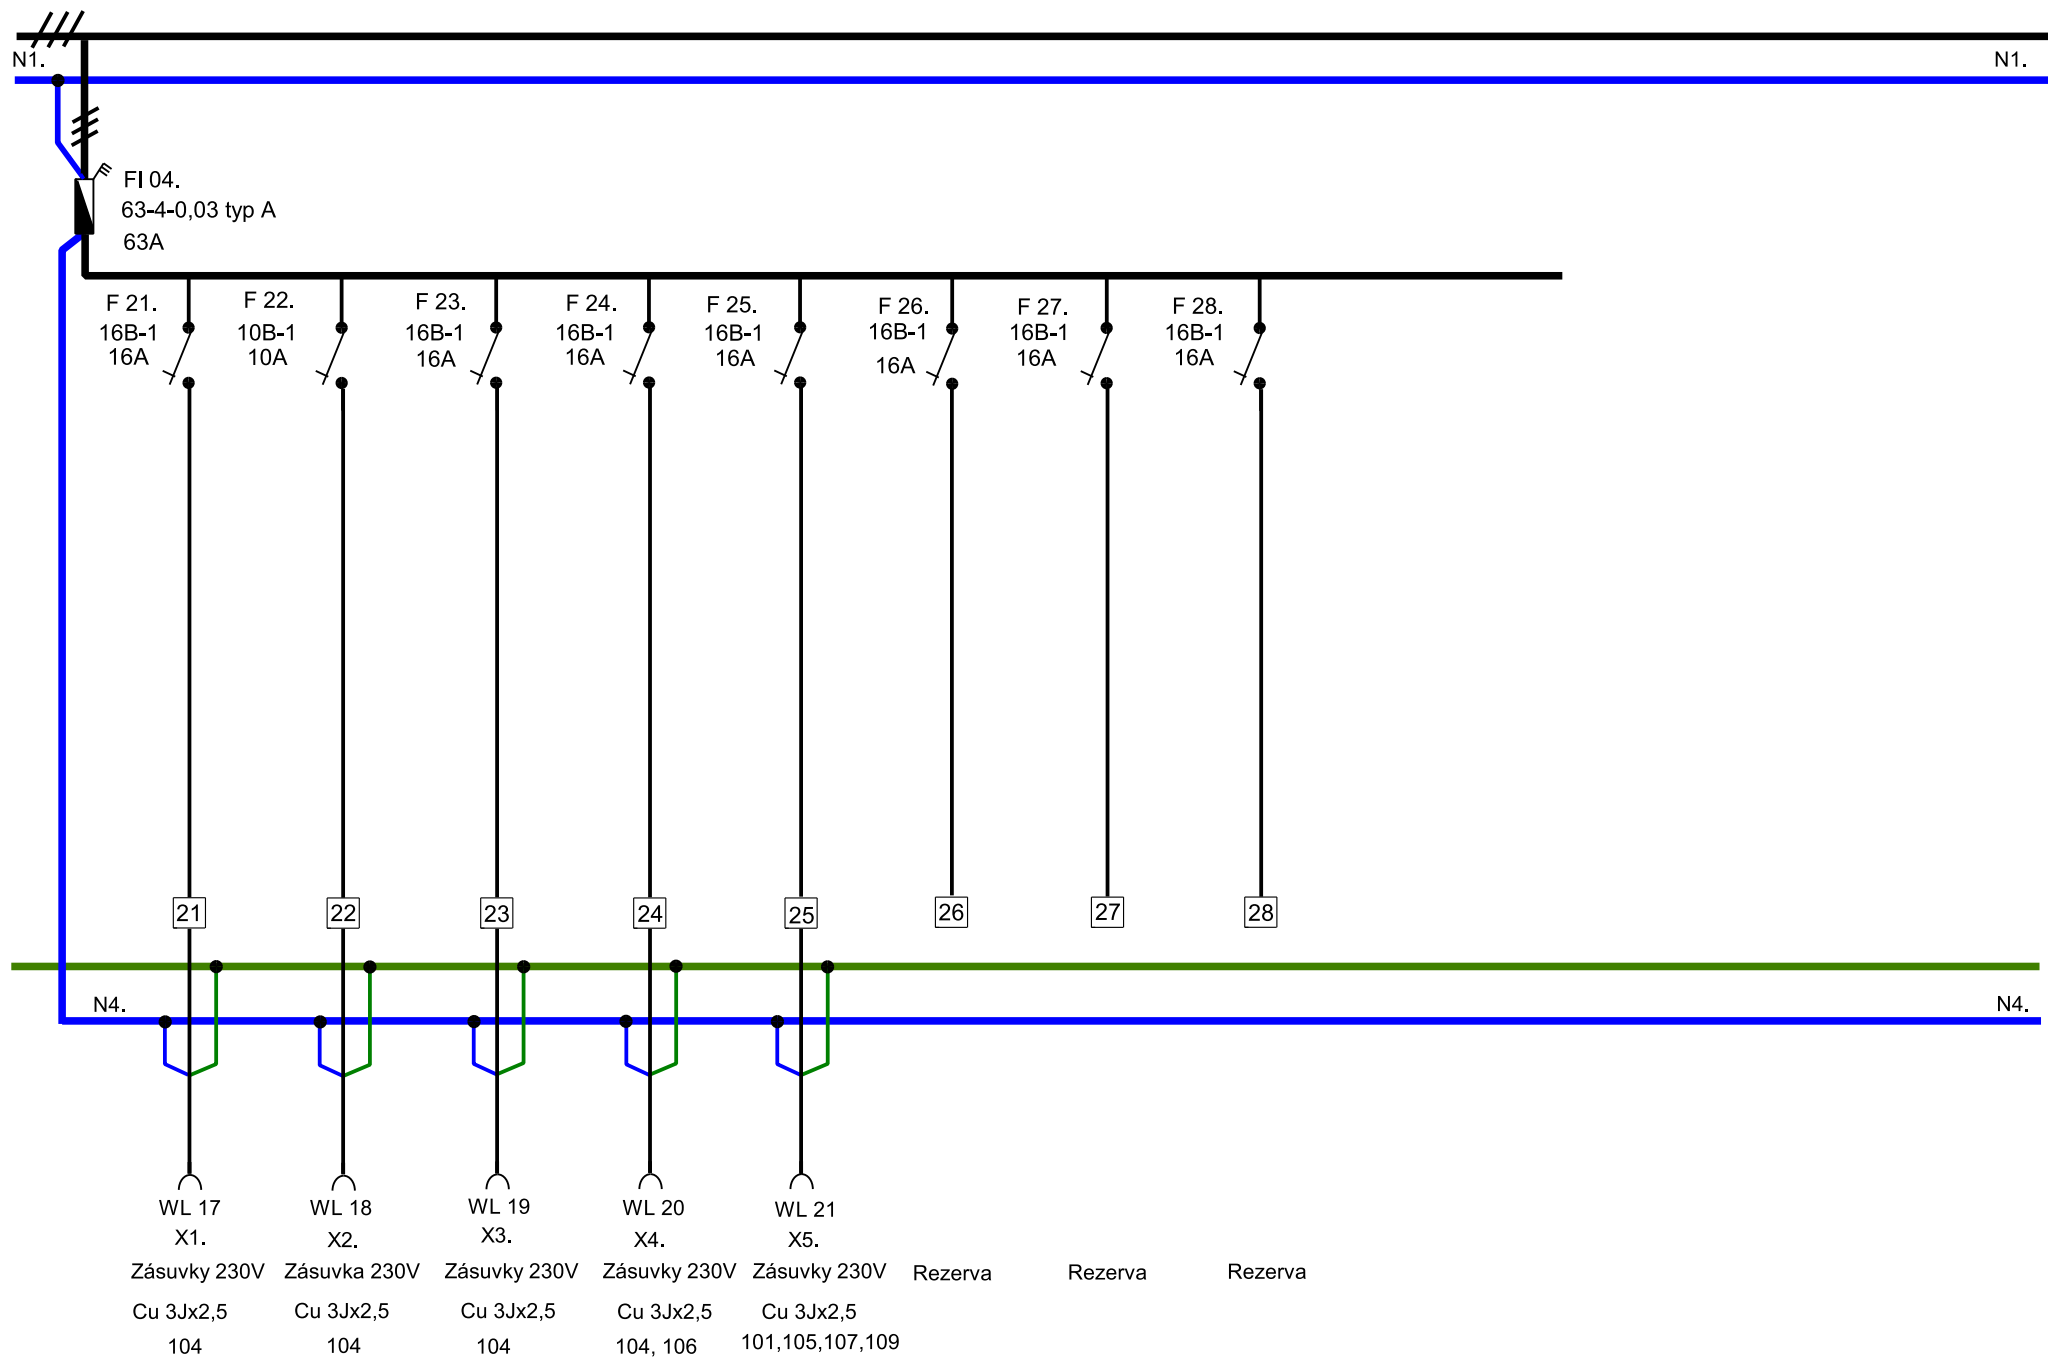 N1. N1.
FI 04.
63-4-0,03 typ A
63A
F 21. F 22. F 23. F 24. F 25. F 26. F 27. F 28.
16B-1 10B-1 16B-1 16B-1 16B-1 16B-1 16B-1 16B-1
16A 10A 16A 16A 16A 16A 16A 16A
21 22 23 24 25 26 27 28
N4. N4.
WL 17 WL 18 WL 19 WL 20 WL 21
X1. X2. X3. X4. X5.
Zásuvky 230V Zásuvka 230V Zásuvky 230V Zásuvky 230V Zásuvky 230V Rezerva Rezerva Rezerva
Cu 3Jx2,5 Cu 3Jx2,5 Cu 3Jx2,5 Cu 3Jx2,5 Cu 3Jx2,5
104 104 104 104, 106 101,105,107,109